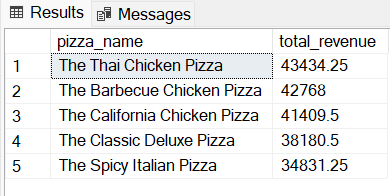 Results Messages
pizza_name total_revenue
1 The Thai Chicken Pizza 43434.25
2 The Barbecue Chicken Pizza 42768
3 The California Chicken Pizza 41409.5
4 The Classic Deluxe Pizza 38180.5
5 The Spicy Italian Pizza 34831.25